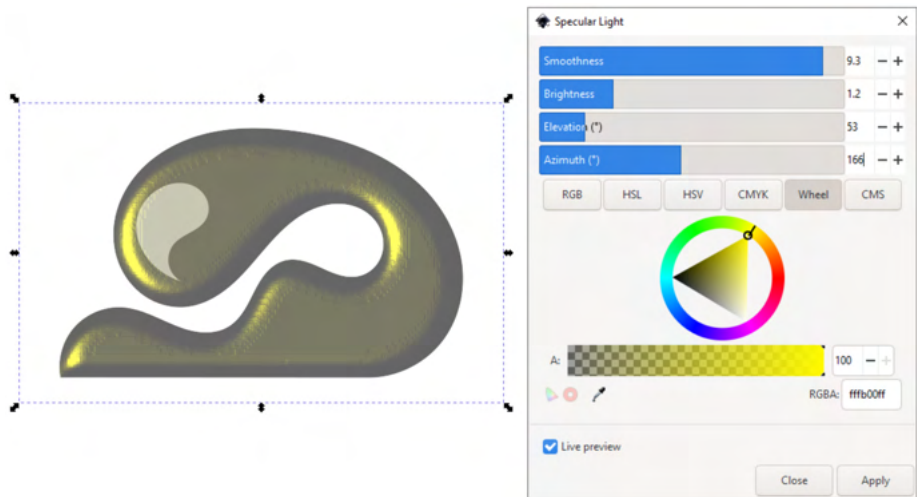 Specular Light
Smoothness 9.3
Brightness 1.2
Elevation (°) 53
Azimuth (°) 166
RGB HSL HSV CMYK Wheel CMS
A: 100
RGBA: fffb00ff
Live preview
Close Apply